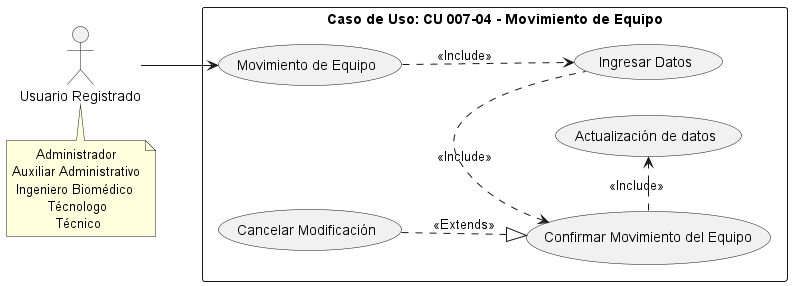 Caso de Uso: CU 007-04 - Movimiento de Equipo
Usuario Registrado
Administrador
Auxiliar Administrativo
Ingeniero Biomédico
Técnologo
Técnico
Movimiento de Equipo
«Include»
Ingresar Datos
«Include»
Actualización de datos
«Include»
Cancelar Modificación
«Extends»
Confirmar Movimiento del Equipo